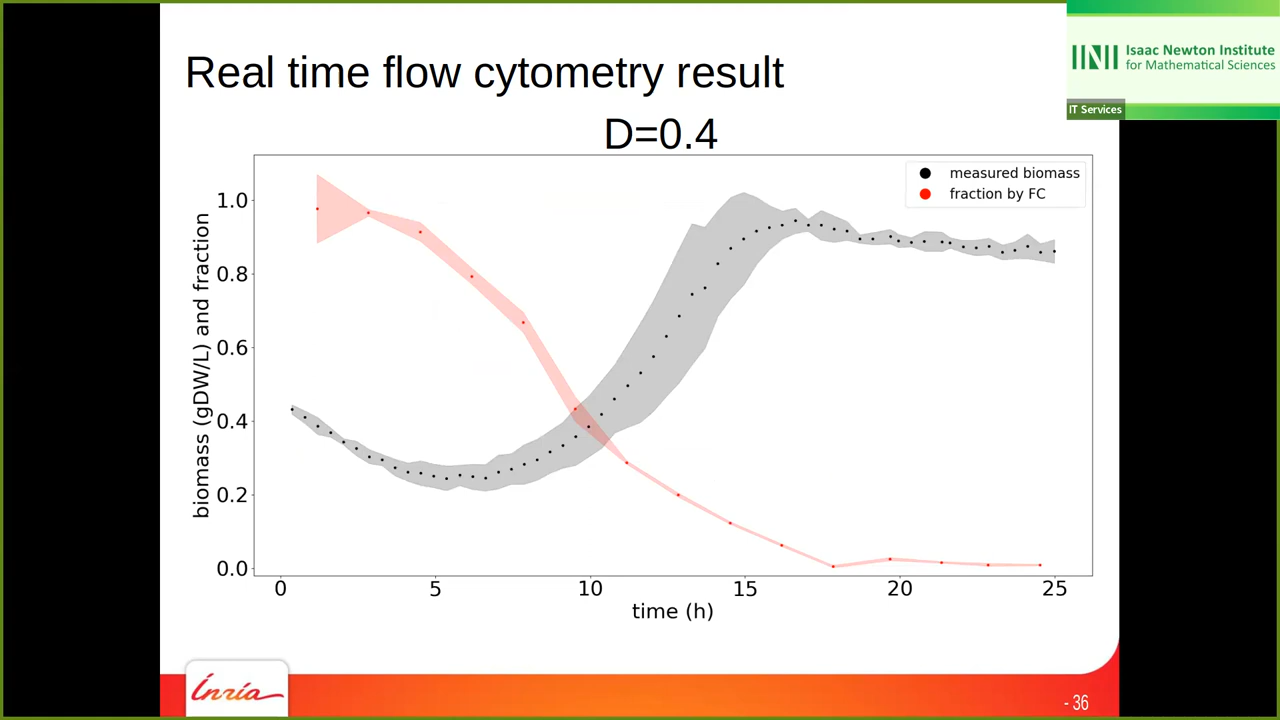 Real time flow cytometry result
INI Isaac Newton Institute
for Mathematical Sciences
IT Services
D=0.4
measured biomass
fraction by FC
biomass (gDW/L) and fraction
1.0
0.8
0.6
0.4
0.2
0.0
0 5 10 15 20 25
time (h)
Inria
- 36